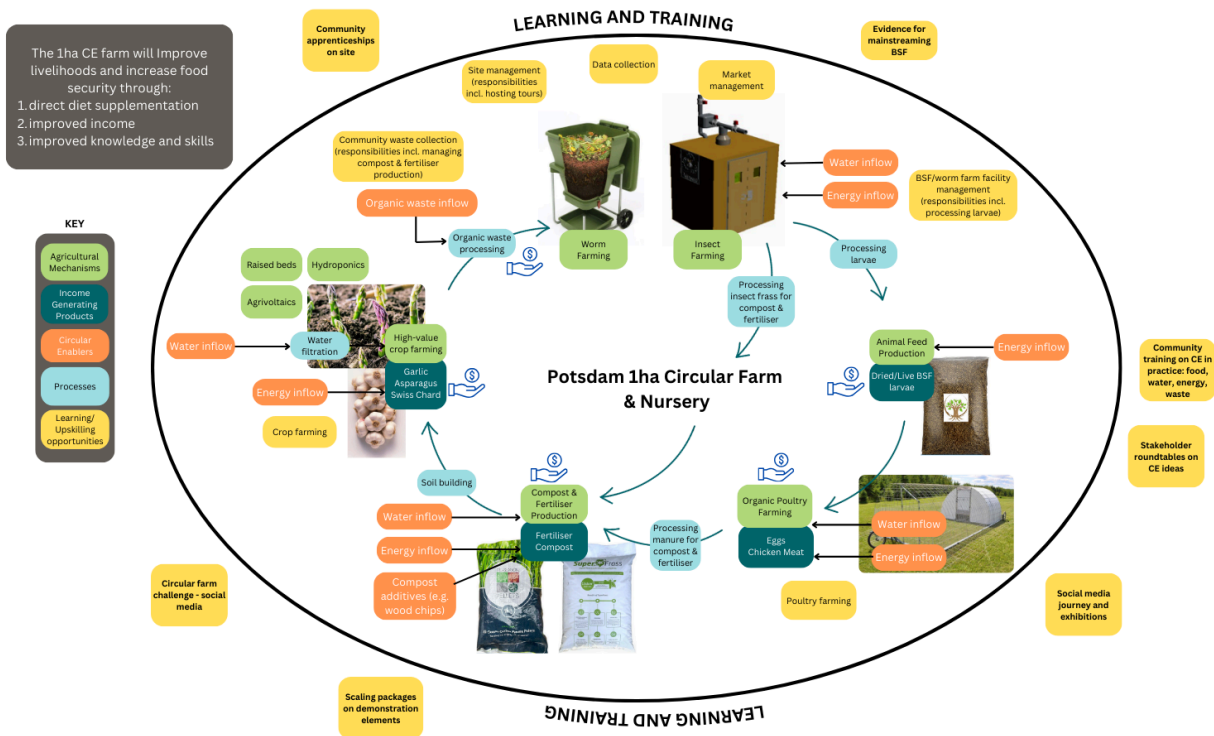 LEARNING AND TRAINING
Community
apprenticeships
on site
Evidence for
mainstreaming
BSF
The 1ha CE farm will Improve
livelihoods and increase food
security through:
1. direct diet supplementation
2. improved income
3. improved knowledge and skills
Site management
(responsibilities
incl. hosting tours)
Data collection
Market
management
Community waste collection
(responsibilities incl. managing
compost & fertiliser
production)
Organic waste inflow
Organic waste
processing
Worm
Farming
Insect
Farming
Water inflow
Energy inflow
BSF/worm farm facility
management
(responsibilities incl.
processing larvae)
Processing
larvae
Processing
insect frass for
compost &
fertiliser
KEY
Agricultural
Mechanisms
Income
Generating
Products
Circular
Enablers
Processes
Learning/
Upskilling
opportunities
Raised beds
Hydroponics
Agrivoltaics
Water inflow
Water
filtration
High-value
crop farming
Garlic
Asparagus
Swiss Chard
Energy inflow
Crop farming
Potsdam 1ha Circular Farm
& Nursery
Animal Feed
Production
Dried/Live BSF
larvae
Energy inflow
Community
training on CE in
practice: food,
water, energy,
waste
Stakeholder
roundtables on
CE ideas
Soil building
Compost &
Fertiliser
Production
Fertiliser
Compost
Water inflow
Energy inflow
Compost
additives (e.g.
wood chips)
Processing
manure for
compost &
fertiliser
Organic Poultry
Farming
Eggs
Chicken Meat
Water inflow
Energy inflow
Poultry farming
Circular farm
challenge - social
media
Social media
journey and
exhibitions
Scaling packages
on demonstration
elements
LEARNING AND TRAINING